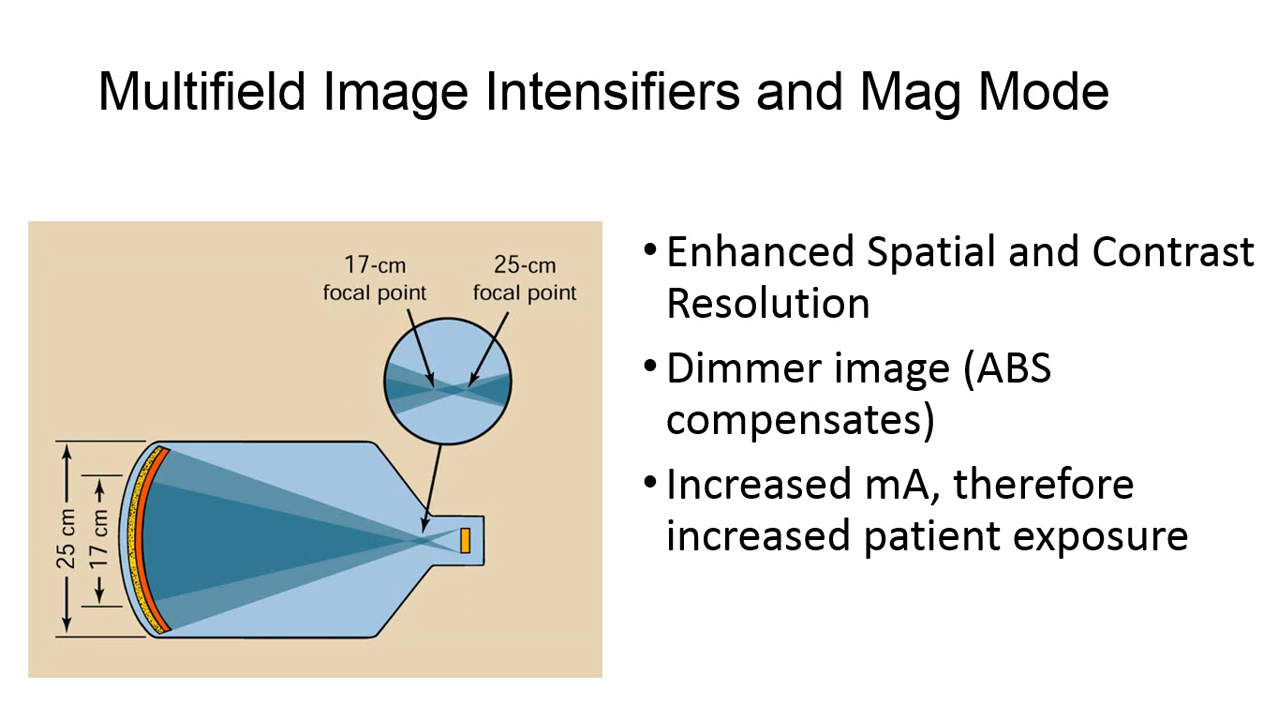 Multifield Image Intensifiers and Mag Mode
17-cm
focal point
25-cm
focal point
25 cm
17 cm
• Enhanced Spatial and Contrast
Resolution
• Dimmer image (ABS
compensates)
• Increased mA, therefore
increased patient exposure